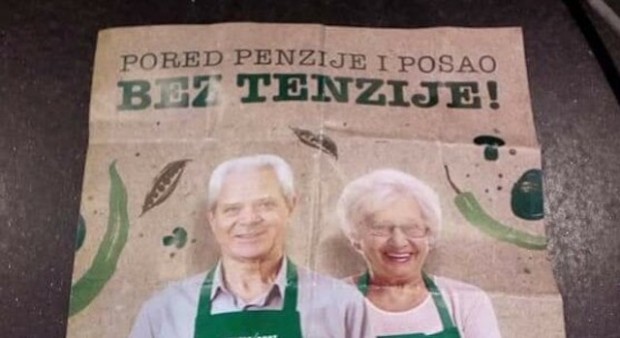 PORED PENZIJE I POSAO
BEZ TENZIJE!